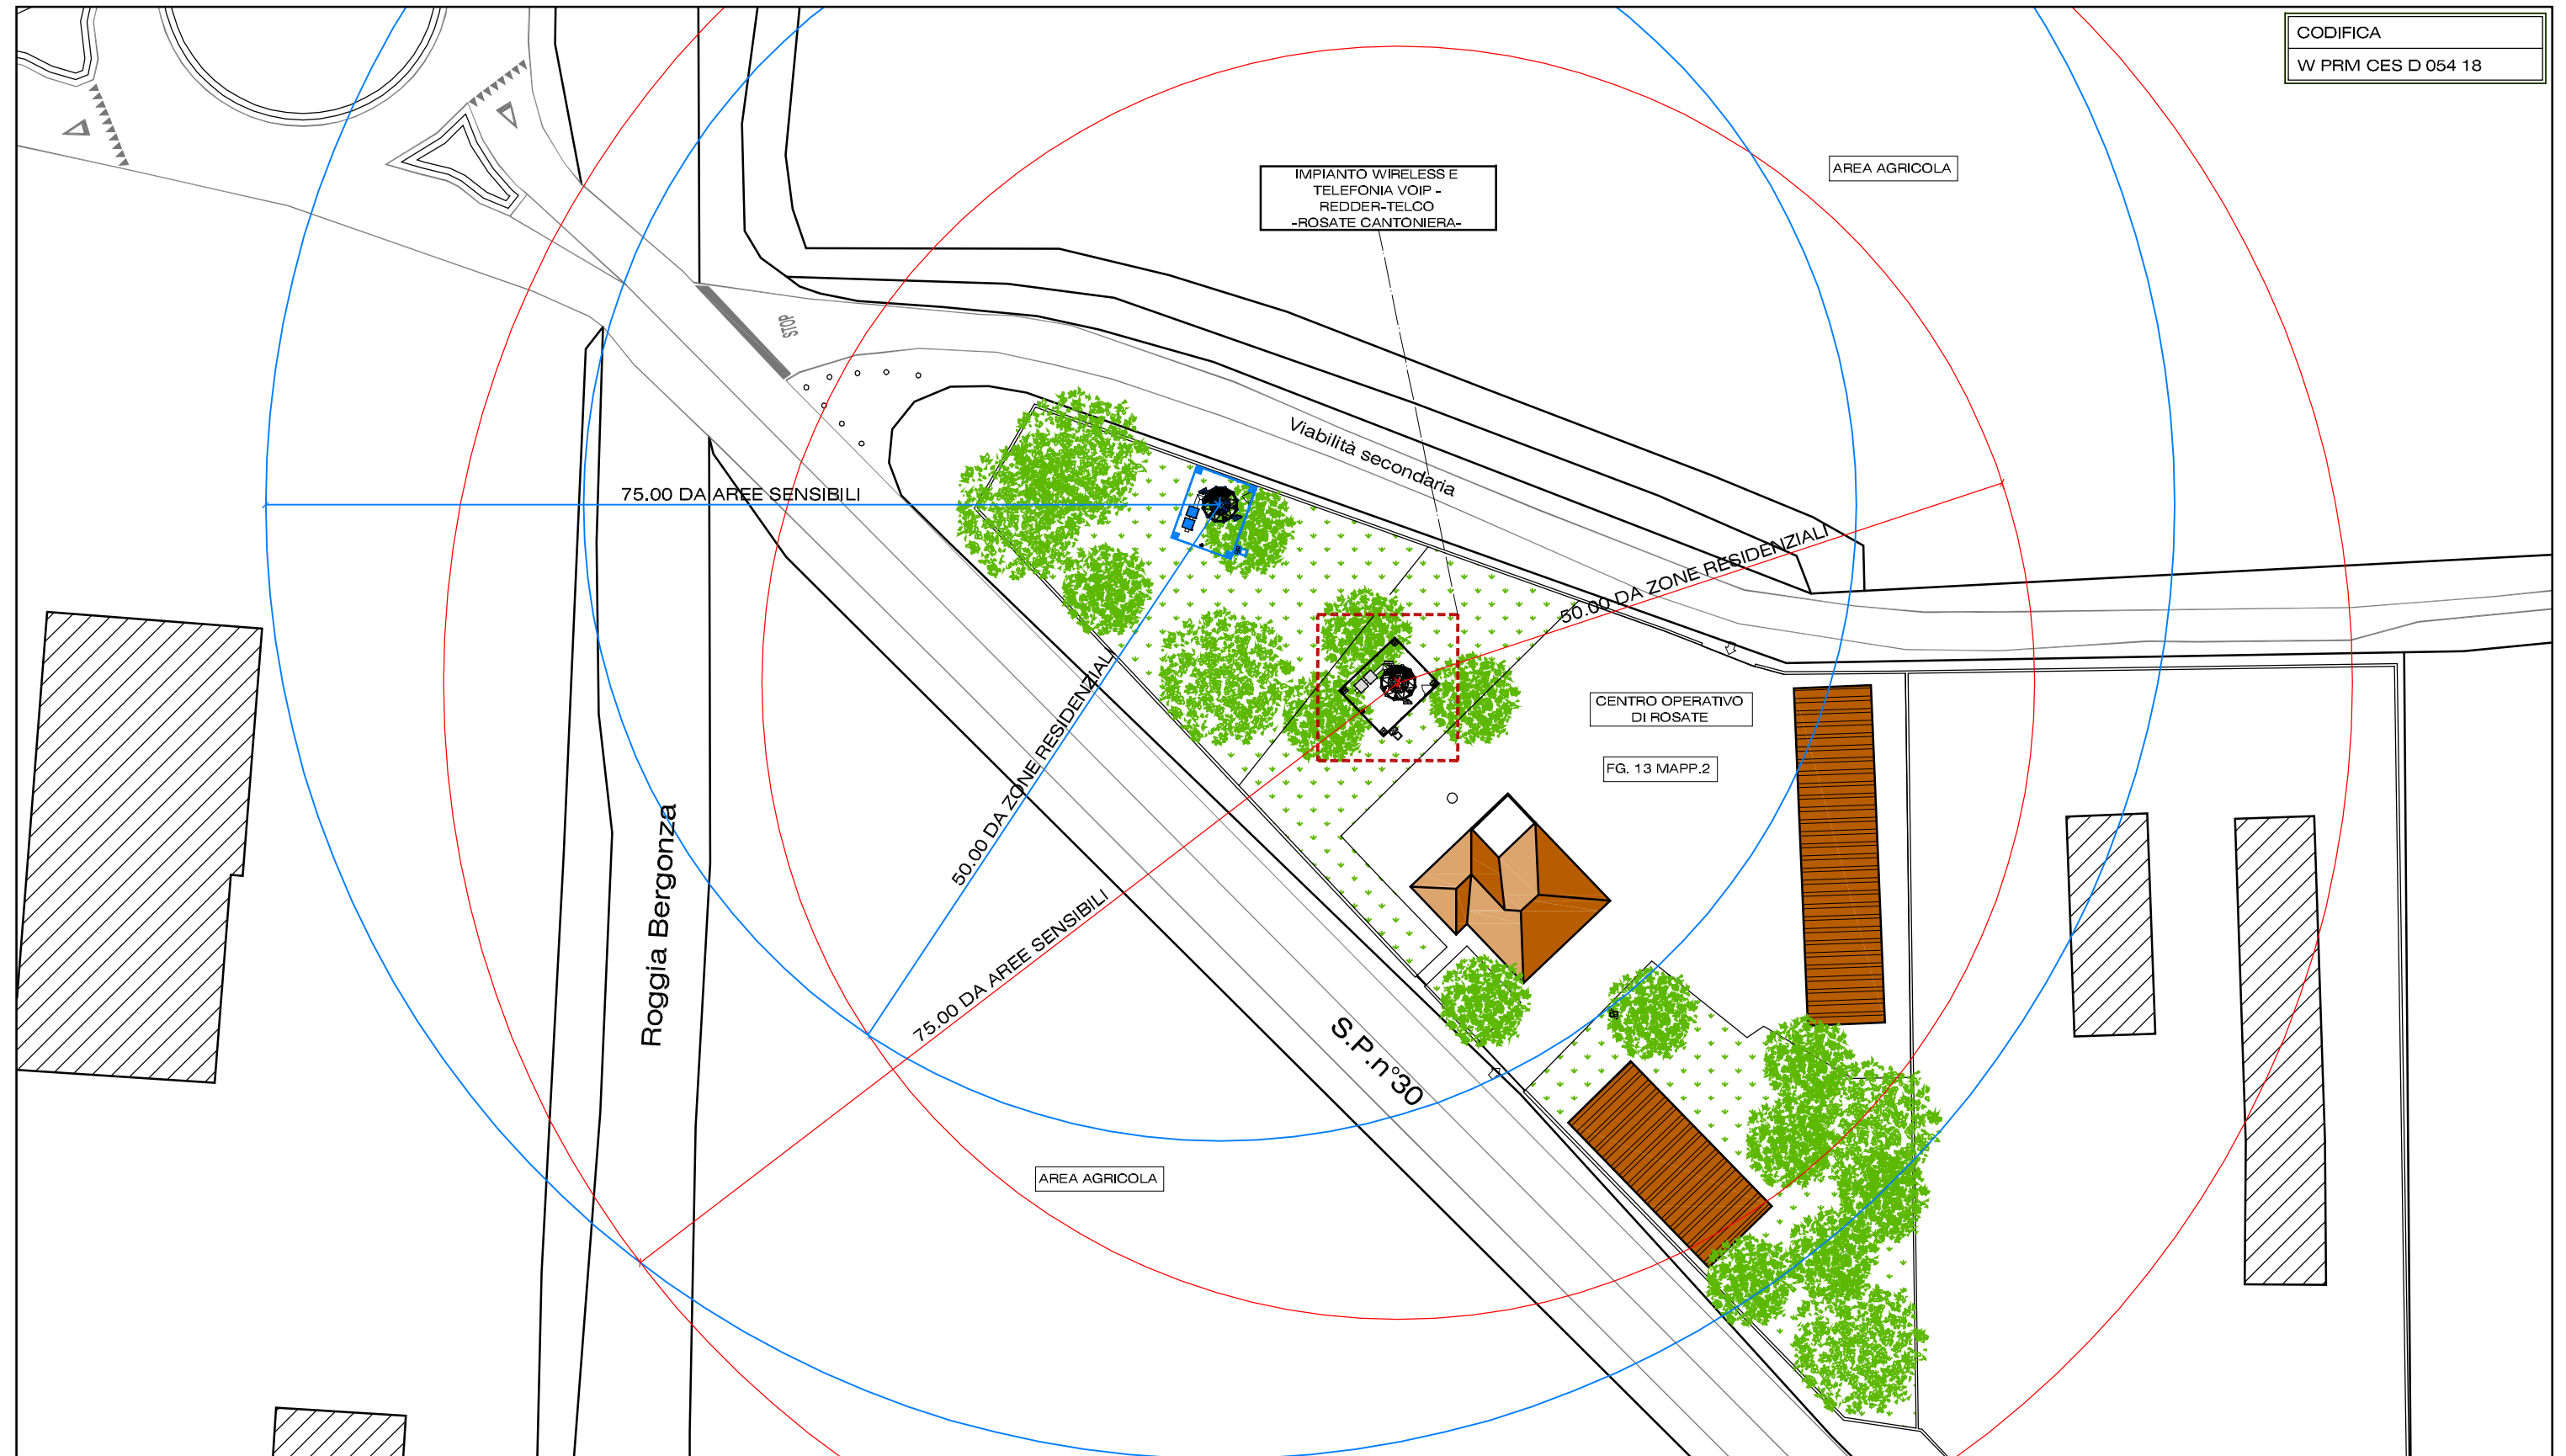 CODIFICA
W PRM CES D 054 18
AREA AGRICOLA
IMPIANTO WIRELESS E
TELEFONIA VOIP -
REDDER-TELCO
-ROSATE CANTONIERA-
STOP
Viabilità secondaria
75.00 DA AREE SENSIBILI
50.00 DA ZONE RESIDENZIALI
50.00 DA ZONE RESIDENZIALI
CENTRO OPERATIVO
DI ROSATE
FG. 13 MAPP.2
Roggia Bergonza
75.00 DA AREE SENSIBILI
S.P.n°30
AREA AGRICOLA